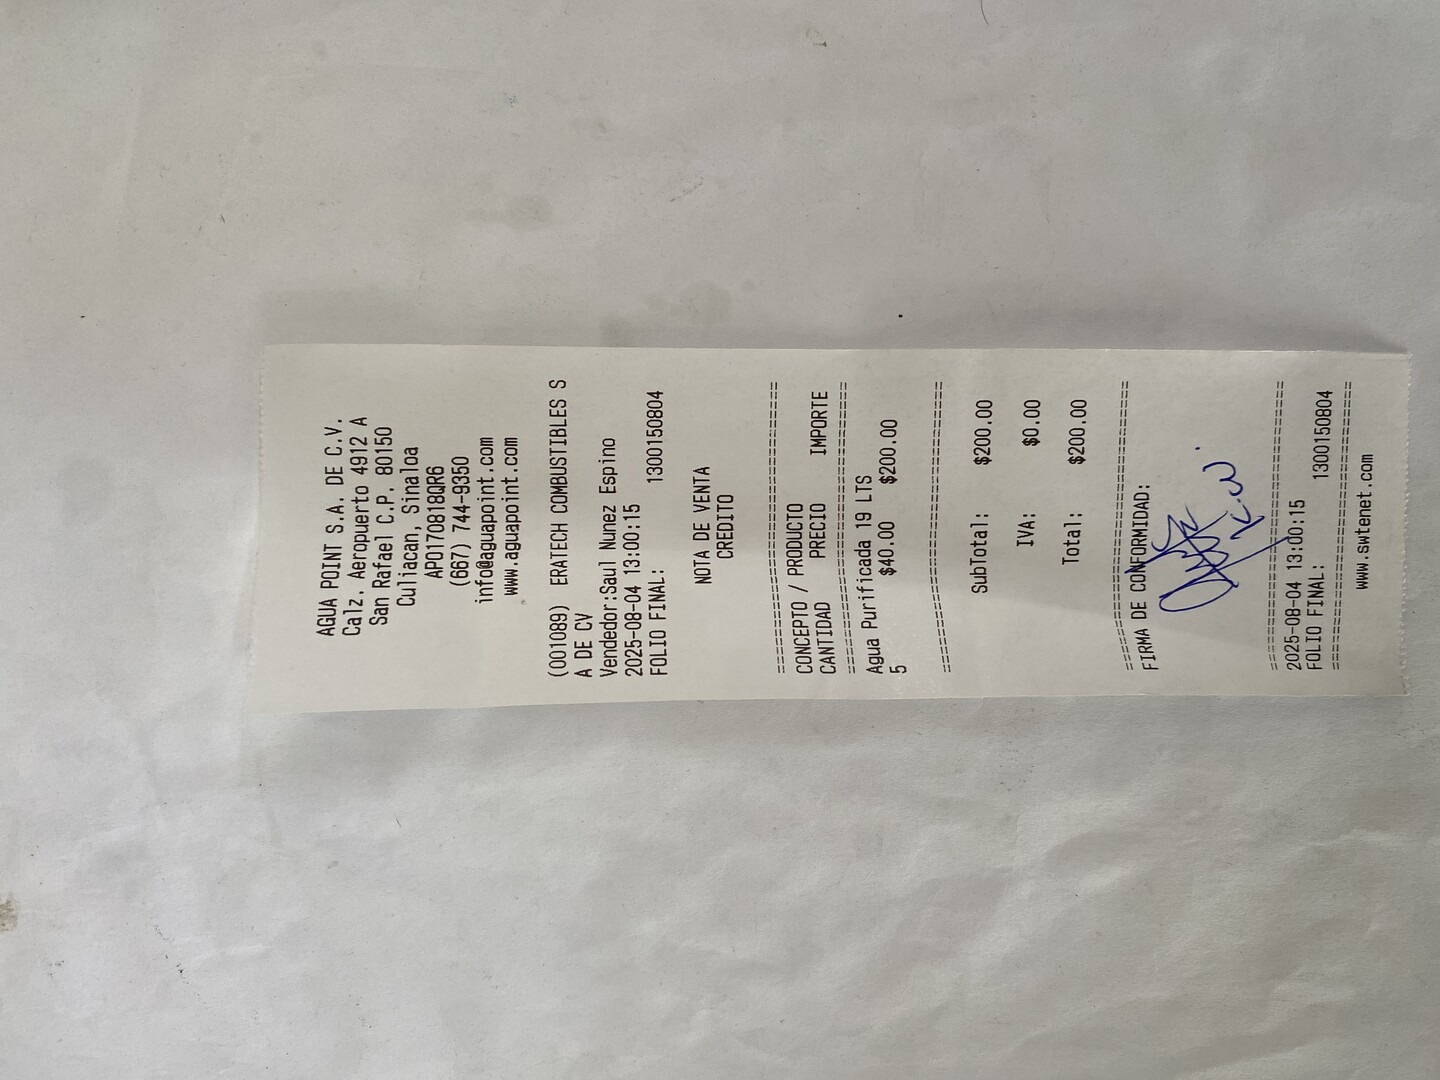 AGUA POINT S.A. DE C.V.
Calz. Aeropuerto 4912 A
San Rafael C.P. 80150
Culiacan, Sinaloa
APO170818QR6
(667) 744-9350
info@aguapoint.com
www.aguapoint.com
(001089) ERATECH COMBUSTIBLES S
A DE CV
Vendedor:Saul Nunez Espino
2025-08-04 13:00:15
FOLIO FINAL: 1300150804
NOTA DE VENTA
CREDITO
==============================
CONCEPTO / PRODUCTO
CANTIDAD PRECIO IMPORTE
==============================
Agua Purificada 19 LTS
5 $40.00 $200.00
==============================
SubTotal: $200.00
IVA: $0.00
Total: $200.00
==============================
FIRMA DE CONFORMIDAD:
==============================
2025-08-04 13:00:15
FOLIO FINAL: 1300150804
==============================
www.swtenet.com